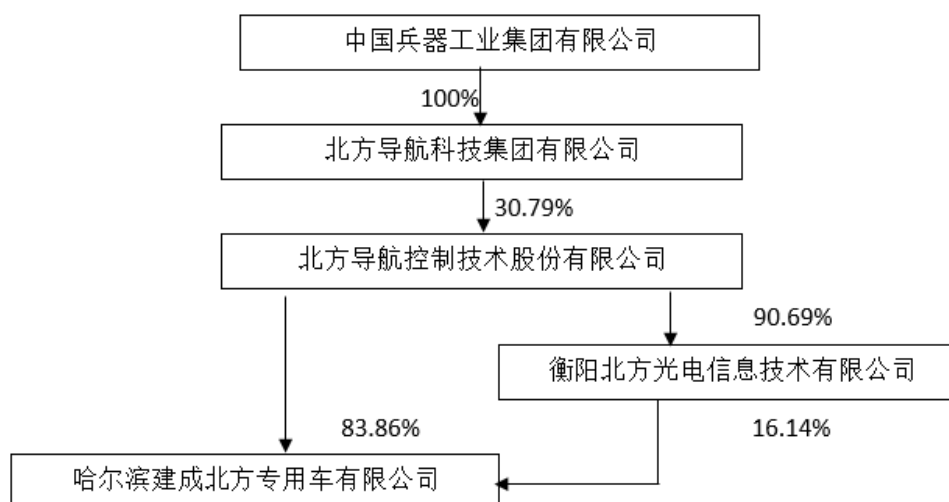 中国兵器工业集团有限公司
100%
北方导航科技集团有限公司
30.79%
北方导航控制技术股份有限公司
90.69%
衡阳北方光电信息技术有限公司
83.86%
16.14%
哈尔滨建成北方专用车有限公司